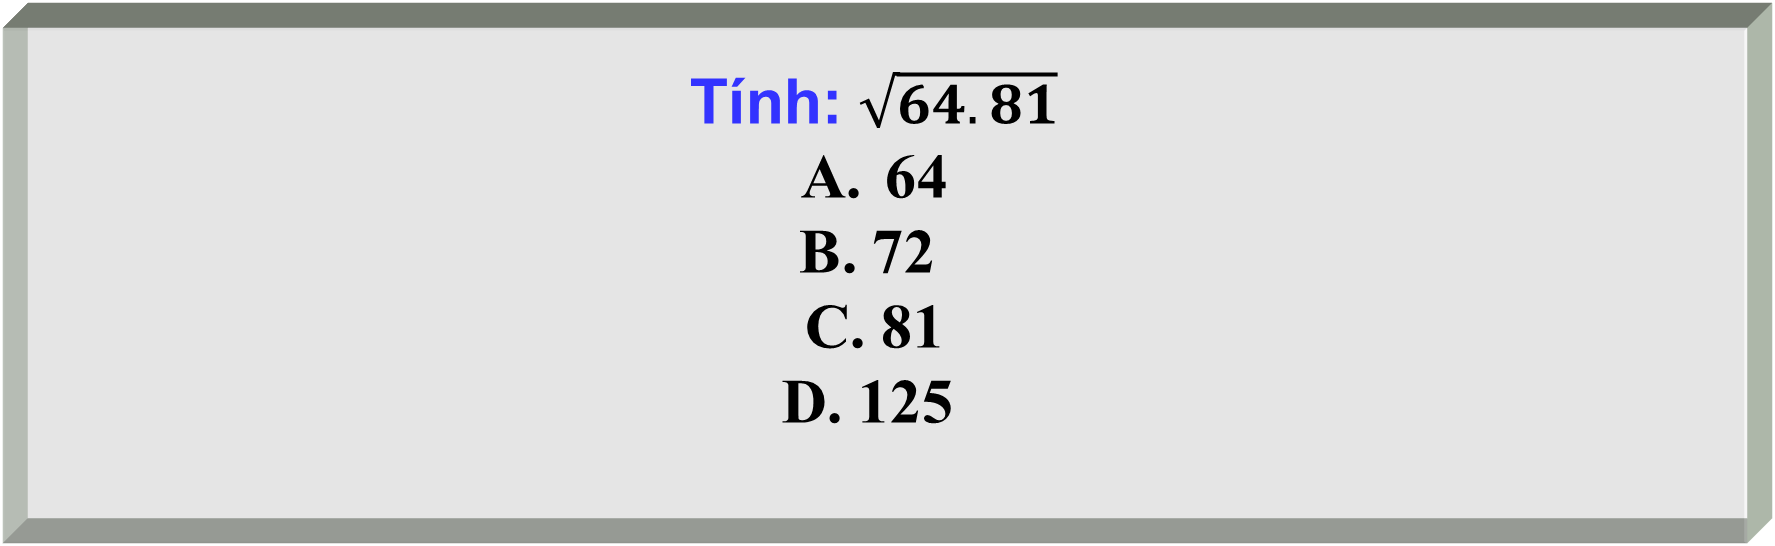 Tính: √64.81
A. 64
B. 72
C. 81
D. 125